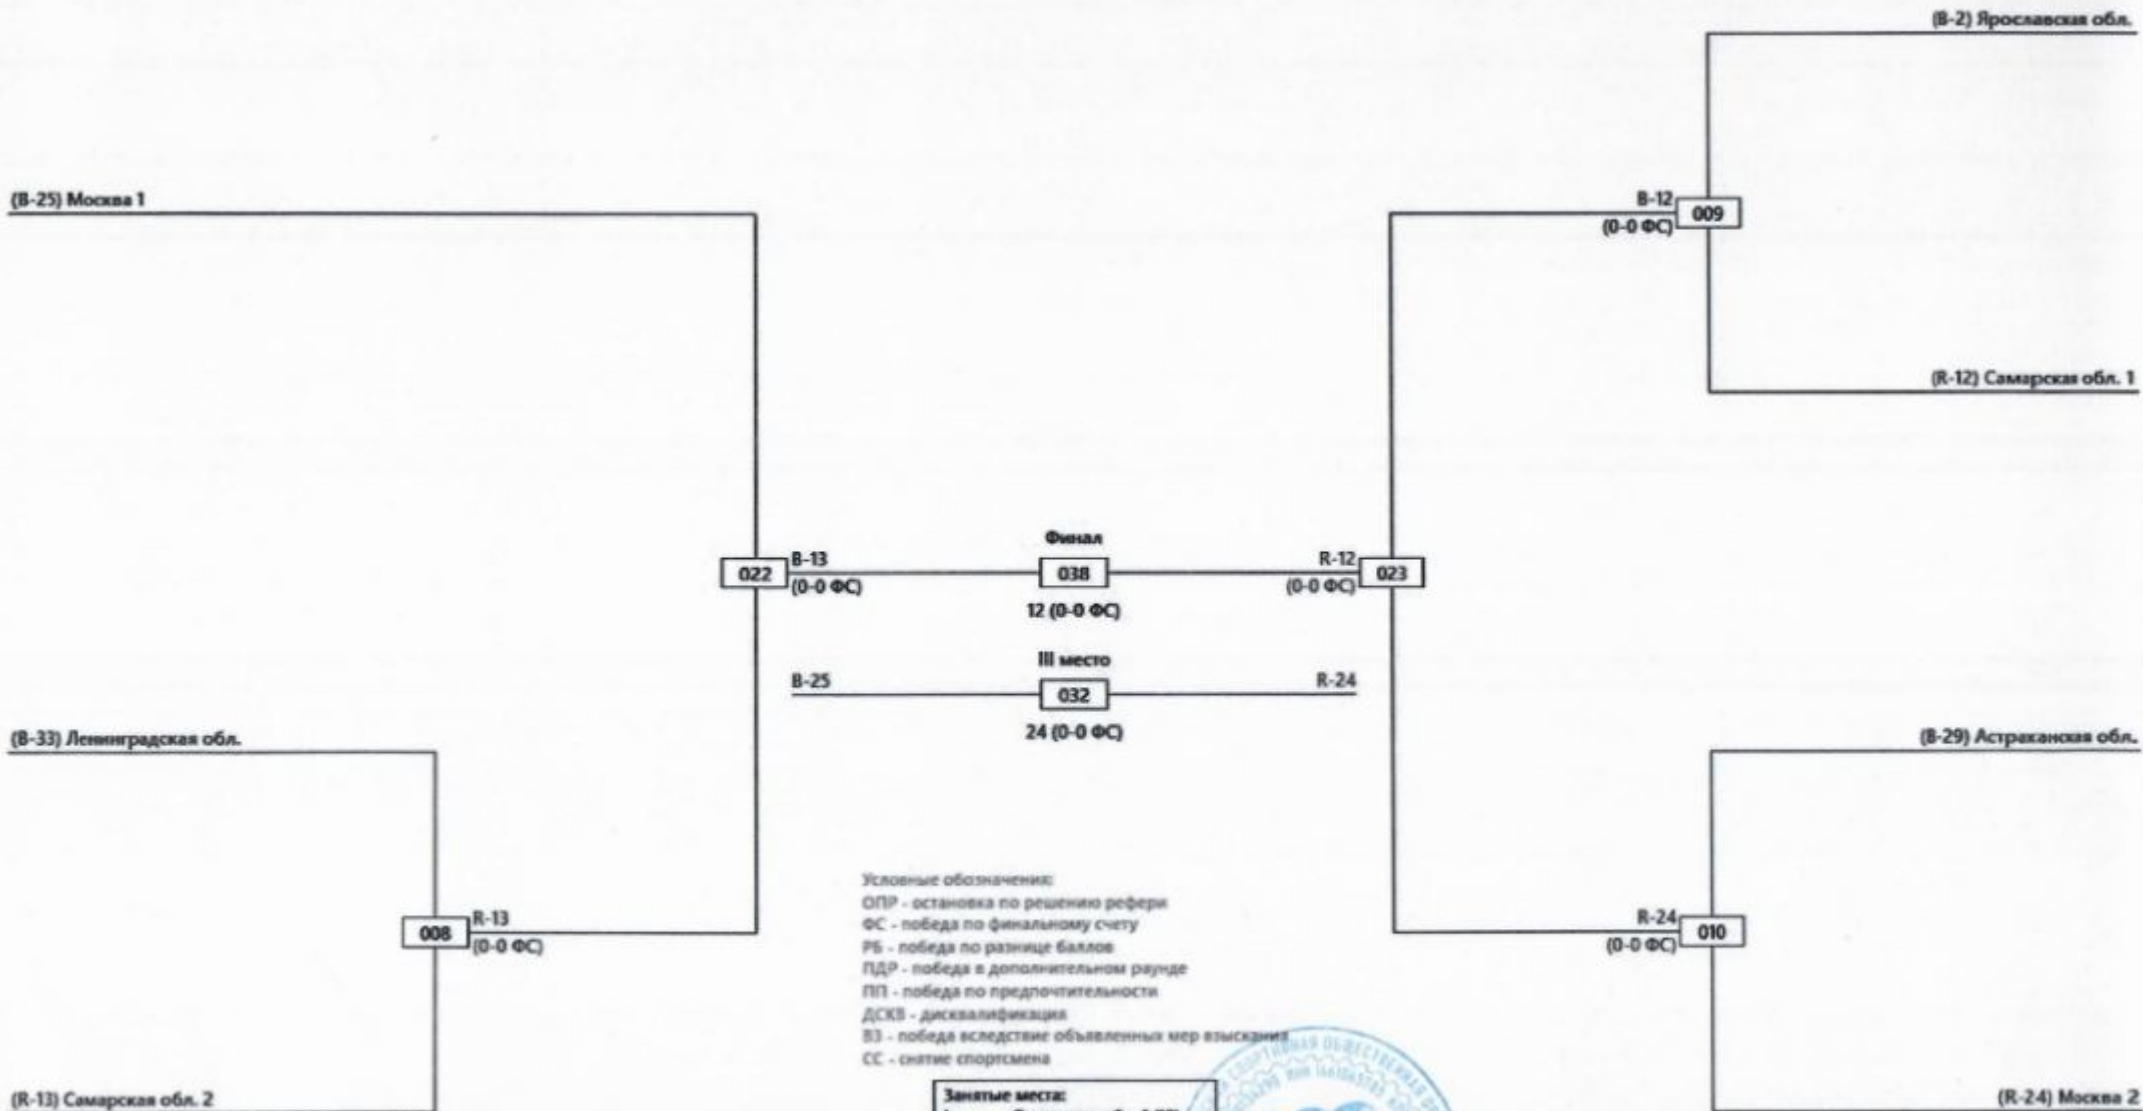 (B-2) Ярославская обл.
(B-25) Москва 1
B-12
(0-0 ФС)
009
(R-12) Самарская обл. 1
Финал
022
B-13
(0-0 ФС)
038
R-12
(0-0 ФС)
023
12 (0-0 ФС)
III место
B-25
032
R-24
24 (0-0 ФС)
(B-33) Ленинградская обл.
(B-29) Астраханская обл.
008
R-13
(0-0 ФС)
R-24
(0-0 ФС)
010
Условные обозначения:
ОПР - остановка по решению рефери
ФС - победа по финальному счету
РБ - победа по разнице баллов
ПДР - победа в дополнительном раунде
ПП - победа по предпочтительности
ДСКВ - дисквалификация
ВЗ - победа вследствие объявленных мер взыскания
СС - снятие спортсмена
Занятые места:
(R-13) Самарская обл. 2
(R-24) Москва 2